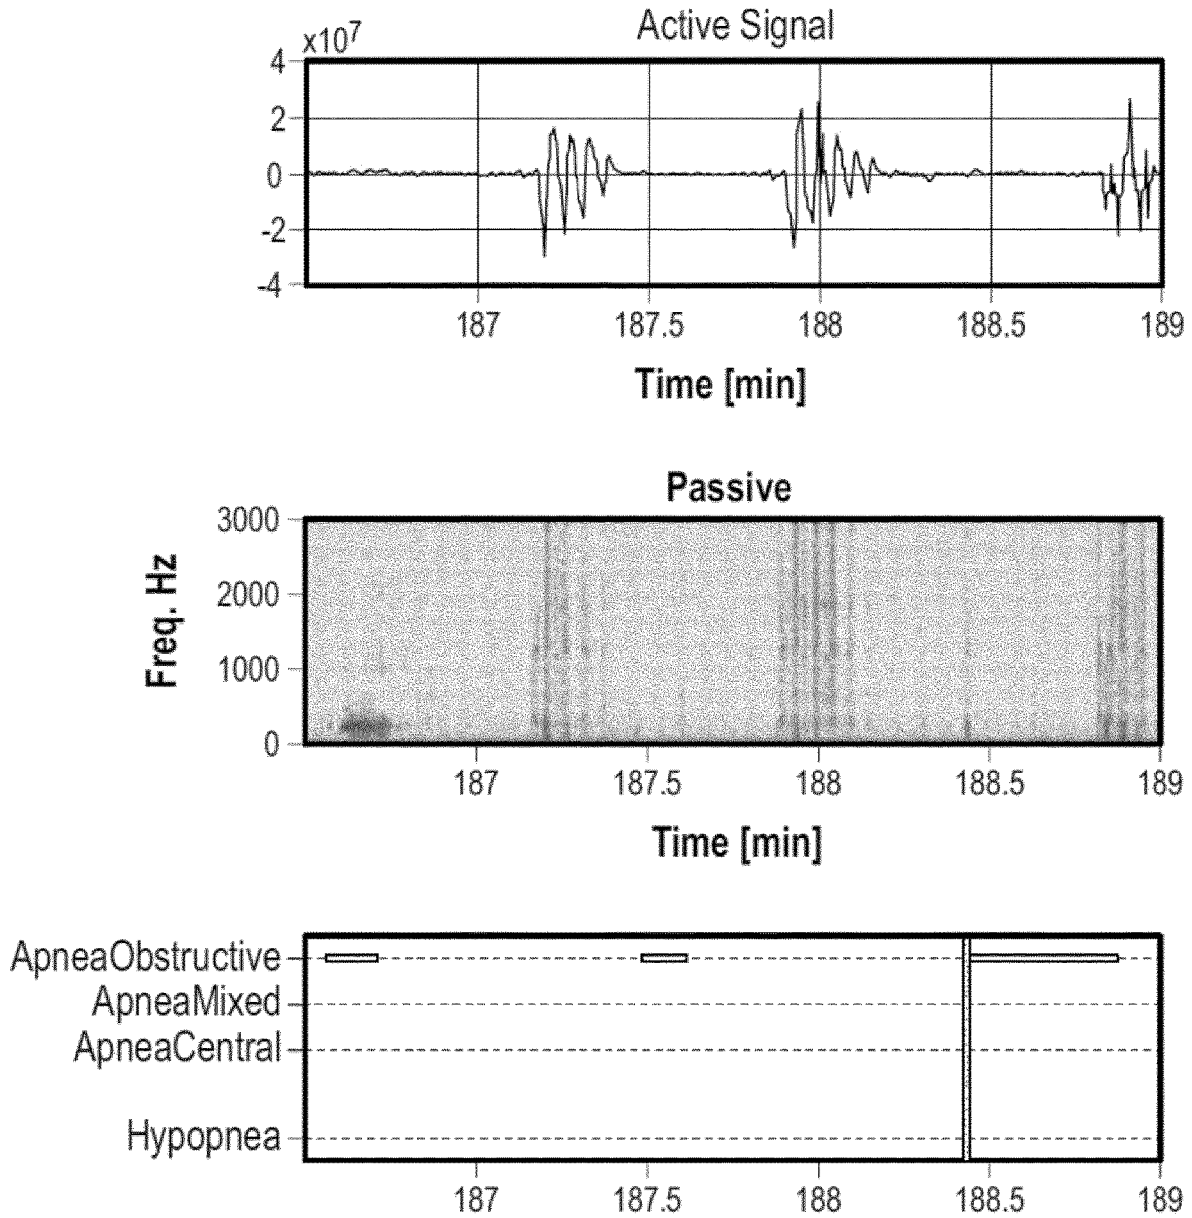 Active Signal
x10⁷
4
2
0
-2
-4
187 187.5 188 188.5 189
Time [min]
Passive
Freq. Hz
3000
2000
1000
0
187 187.5 188 188.5 189
Time [min]
ApneaObstructive
ApneaMixed
ApneaCentral
Hypopnea
187 187.5 188 188.5 189